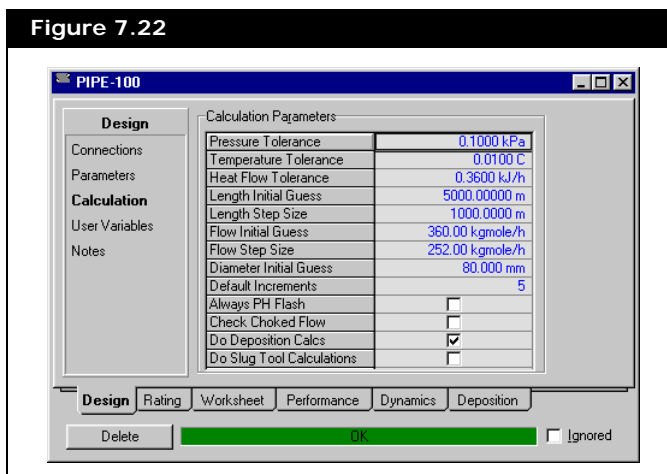 Figure 7.22
PIPE-100
Design
Connections
Parameters
Calculation
User Variables
Notes
Calculation Parameters
Pressure Tolerance 0.1000 kPa
Temperature Tolerance 0.0100 C
Heat Flow Tolerance 0.3600 kJ/h
Length Initial Guess 5000.00000 m
Length Step Size 1000.0000 m
Flow Initial Guess 360.00 kgmole/h
Flow Step Size 252.00 kgmole/h
Diameter Initial Guess 80.000 mm
Default Increments 5
Always PH Flash
Check Choked Flow
Do Deposition Calcs
Do Slug Tool Calculations
Design Rating Worksheet Performance Dynamics Deposition
Delete OK Ignored